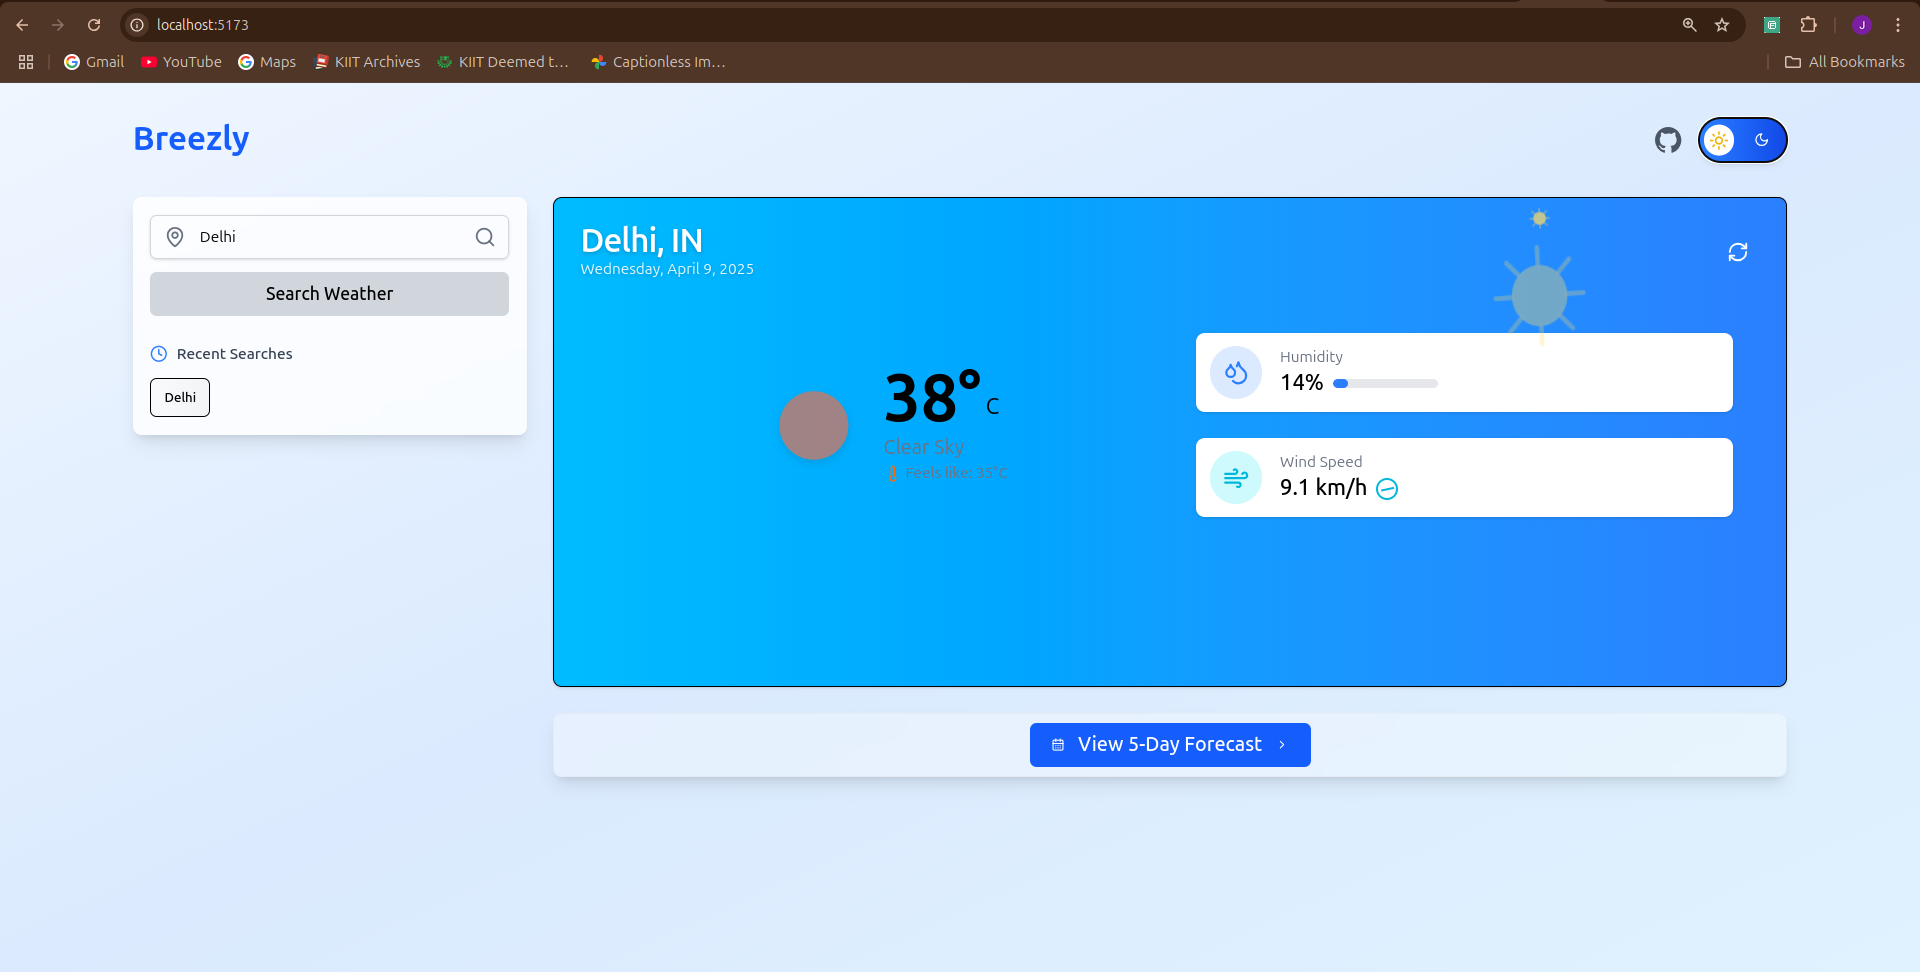 localhost:5173
J
Gmail
YouTube
Maps
KIIT Archives
KIIT Deemed t...
Captionless Im...
All Bookmarks
Breezly
Delhi
Search Weather
Recent Searches
Delhi
Delhi, IN
Wednesday, April 9, 2025
38°C
Clear Sky
Feels like: 35°C
Humidity
14%
Wind Speed
9.1 km/h
View 5-Day Forecast